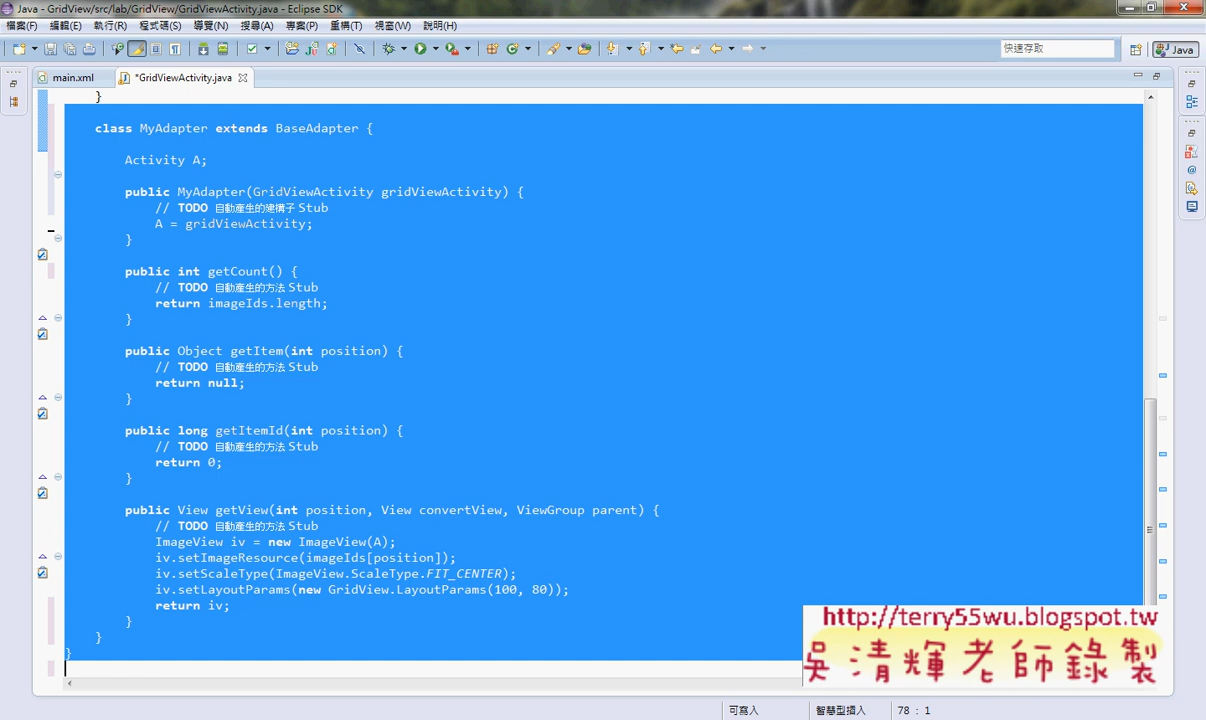 Java - GridView/src/lab/GridView/GridViewActivity.java - Eclipse SDK
檔案(F) 編輯(E) 執行(R) 程式碼(S) 導覽(N) 搜尋(A) 專案(P) 重構(T) 視窗(W) 說明(H)
快速存取 Java
main.xml *GridViewActivity.java
}
class MyAdapter extends BaseAdapter {
Activity A;
public MyAdapter(GridViewActivity gridViewActivity) {
// TODO 自動產生的建構子 Stub
A = gridViewActivity;
}
public int getCount() {
// TODO 自動產生的方法 Stub
return imageIds.length;
}
public Object getItem(int position) {
// TODO 自動產生的方法 Stub
return null;
}
public long getItemId(int position) {
// TODO 自動產生的方法 Stub
return 0;
}
public View getView(int position, View convertView, ViewGroup parent) {
// TODO 自動產生的方法 Stub
ImageView iv = new ImageView(A);
iv.setImageResource(imageIds[position]);
iv.setScaleType(ImageView.ScaleType.FIT_CENTER);
iv.setLayoutParams(new GridView.LayoutParams(100, 80));
return iv;
}
}
}
http://terry55wu.blogspot.tw
吳清輝老師錄製
可寫入 智慧型插入 78 : 1